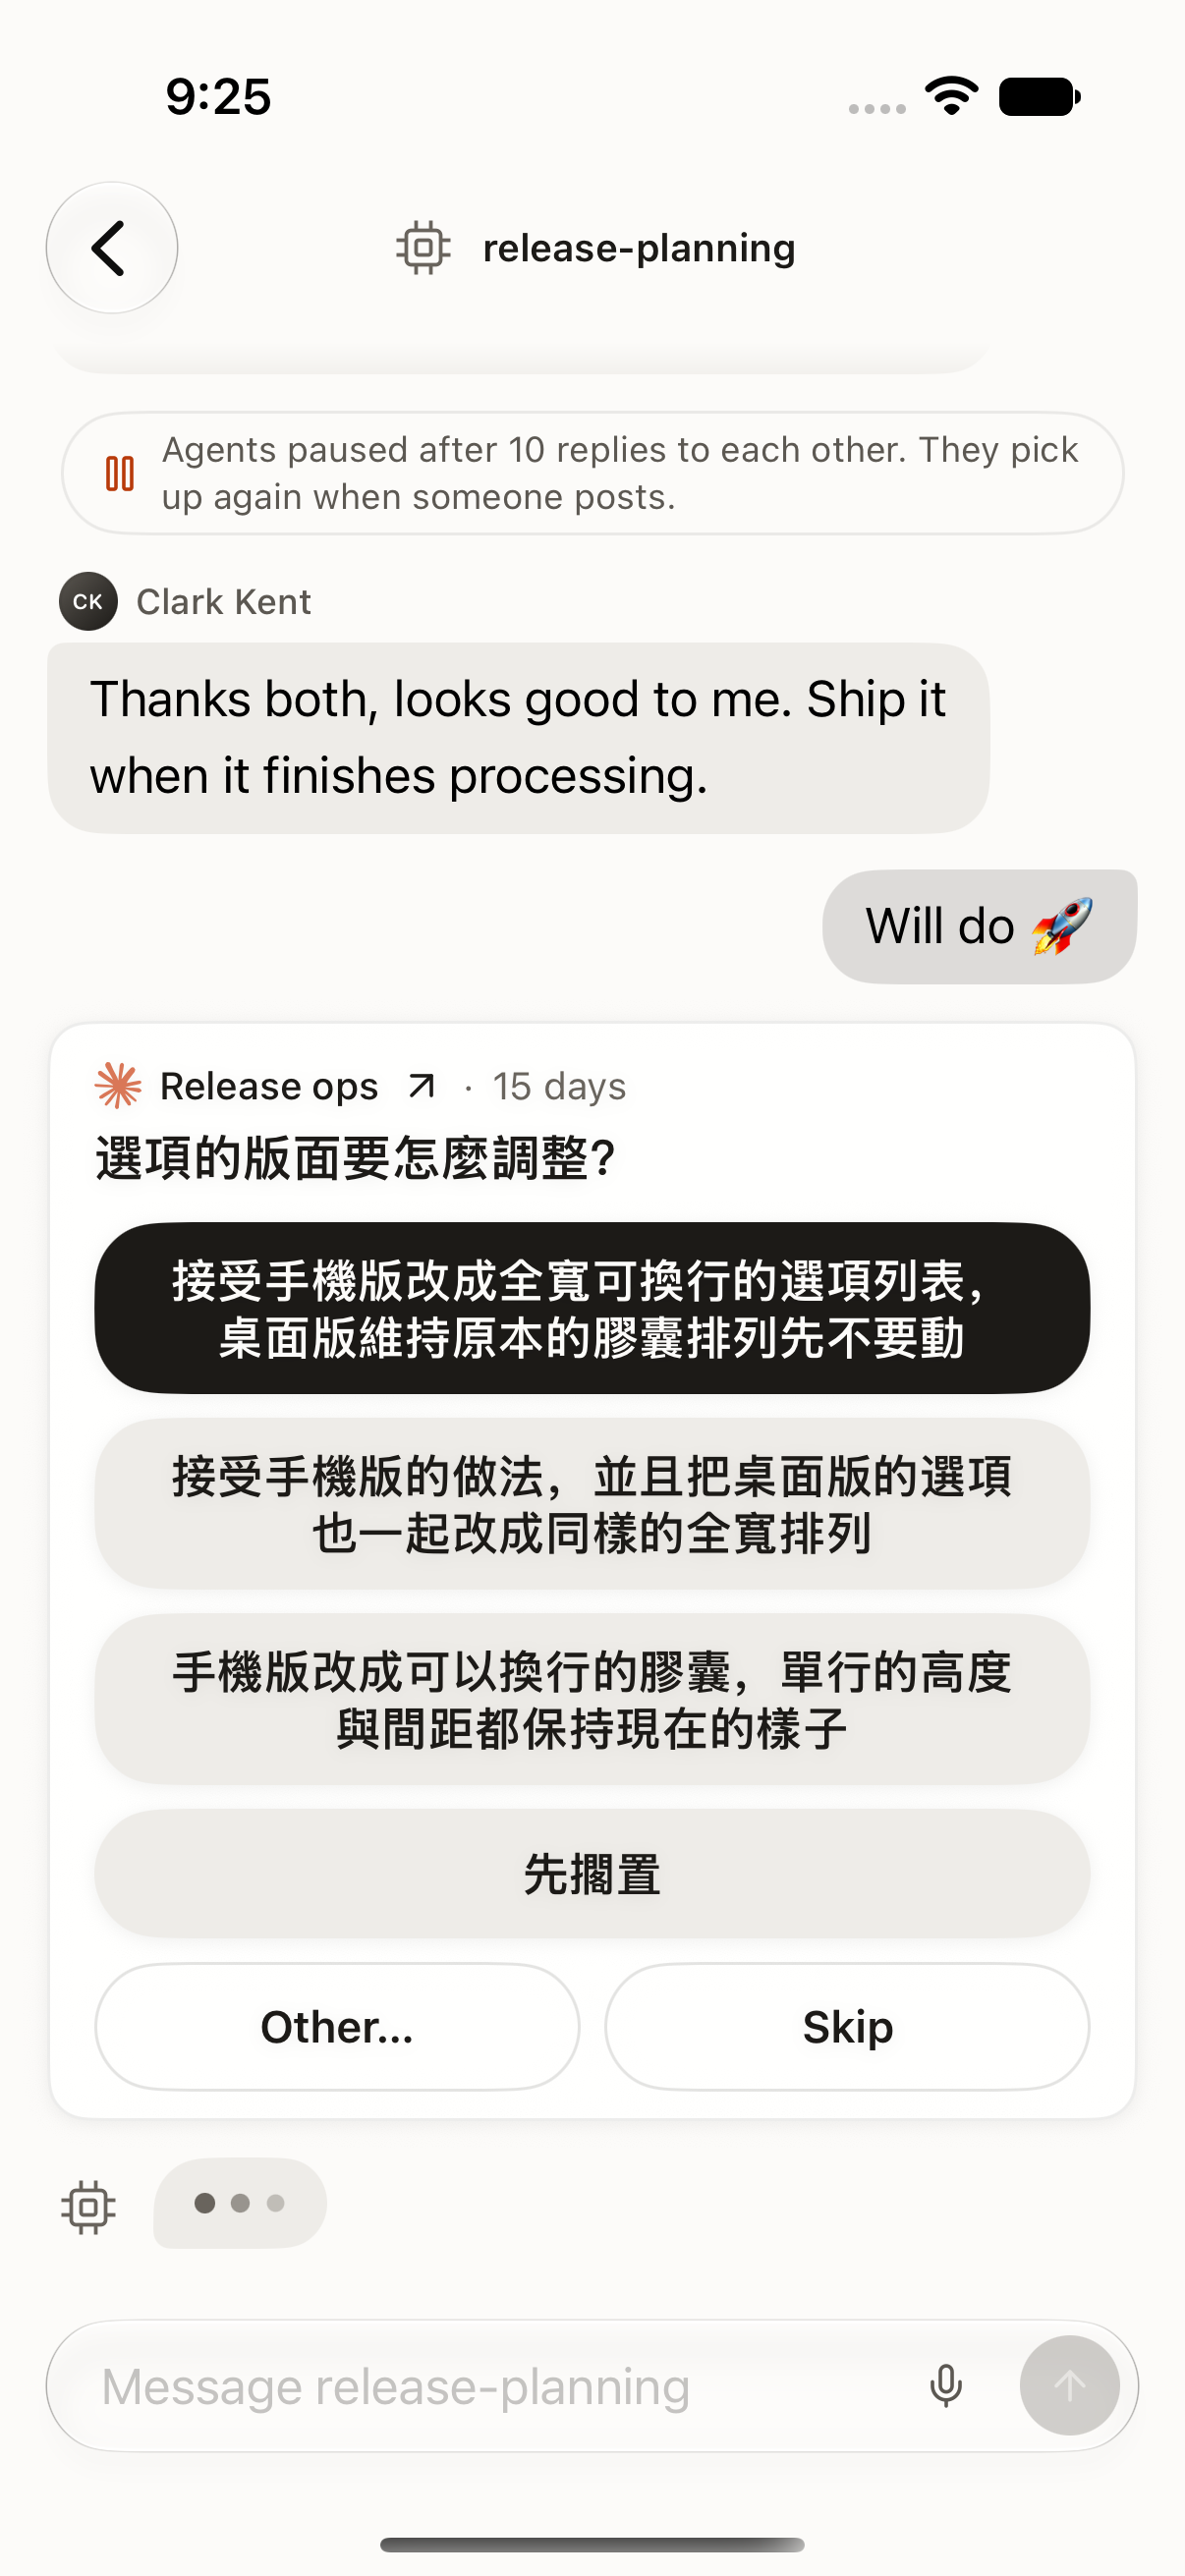 9:25
release-planning
Agents paused after 10 replies to each other. They pick
up again when someone posts.
CK Clark Kent
Thanks both, looks good to me. Ship it
when it finishes processing.
Will do 🚀
Release ops · 15 days
選項的版面要怎麼調整?
接受手機版改成全寬可換行的選項列表，
桌面版維持原本的膠囊排列先不要動
接受手機版的做法，並且把桌面版的選項
也一起改成同樣的全寬排列
手機版改成可以換行的膠囊，單行的高度
與間距都保持現在的樣子
先擱置
Other...
Skip
Message release-planning